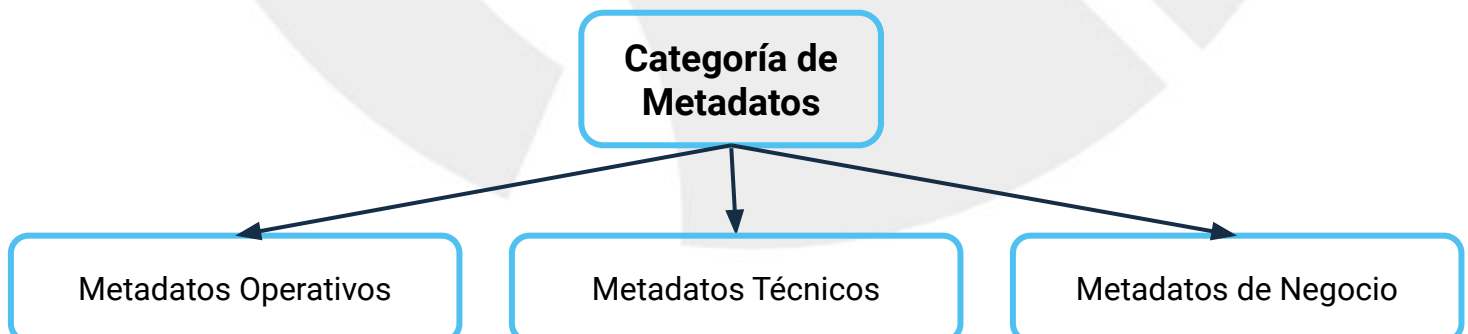 Categoría de
Metadatos
Metadatos Operativos
Metadatos Técnicos
Metadatos de Negocio